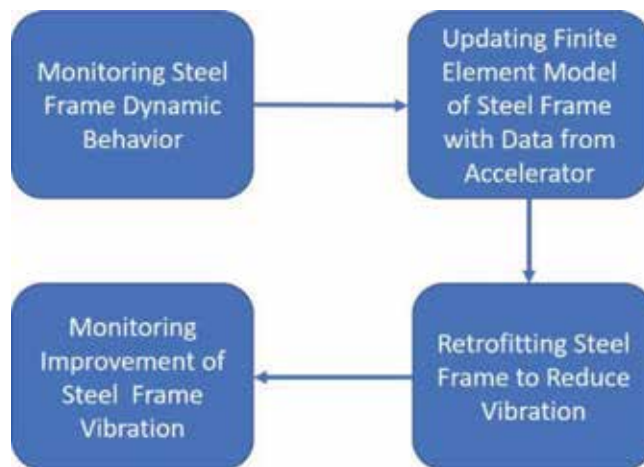 Monitoring Steel
Frame Dynamic
Behavior
Updating Finite
Element Model
of Steel Frame
with Data from
Accelerator
Retrofitting Steel
Frame to Reduce
Vibration
Monitoring
Improvement of
Steel Frame
Vibration